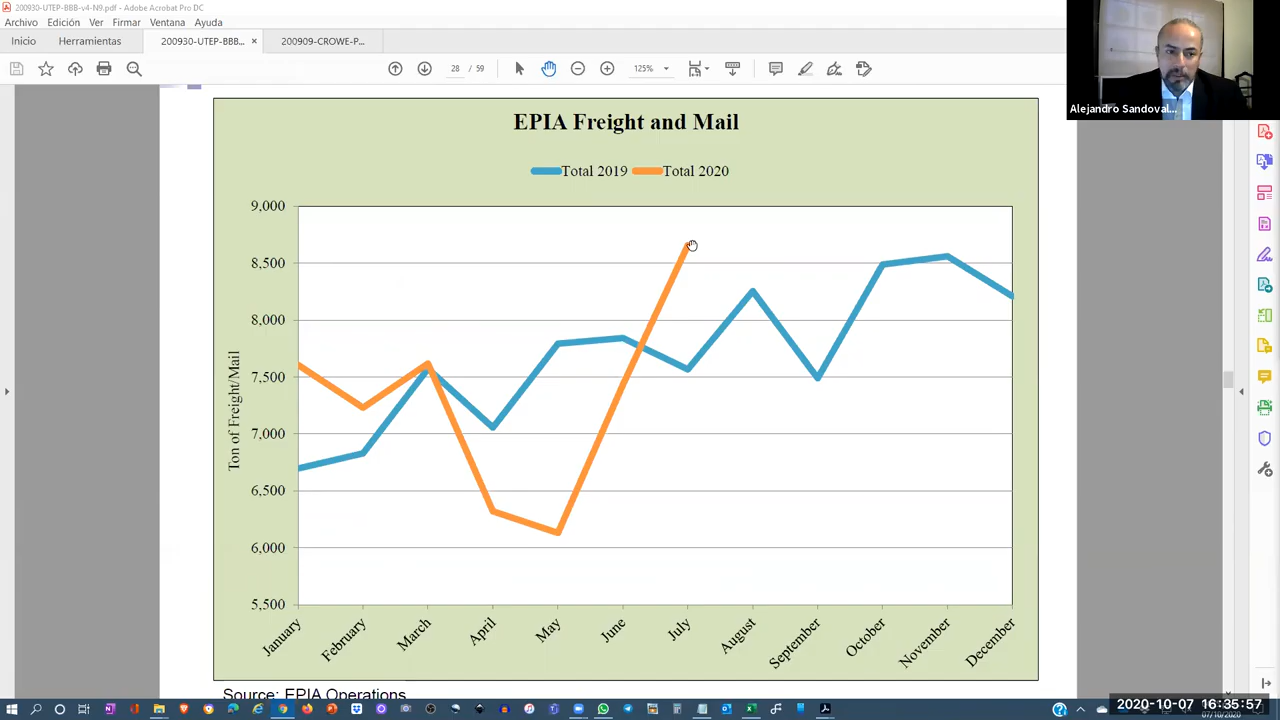 200930-UTEP-BBB-v4-N9.pdf - Adobe Acrobat Pro DC
Archivo Edición Ver Firmar Ventana Ayuda
Inicio Herramientas 200930-UTEP-BBB... × 200909-CROWE-P...
28 / 125%
Alejandro Sandoval...
EPIA Freight and Mail
Total 2019 Total 2020
Ton of Freight/Mail
9,000
8,500
8,000
7,500
7,000
6,500
6,000
5,500
January February March April May June July August September October November December
Source: EPIA Operations
2020-10-07 16:35:57
07/10/2020